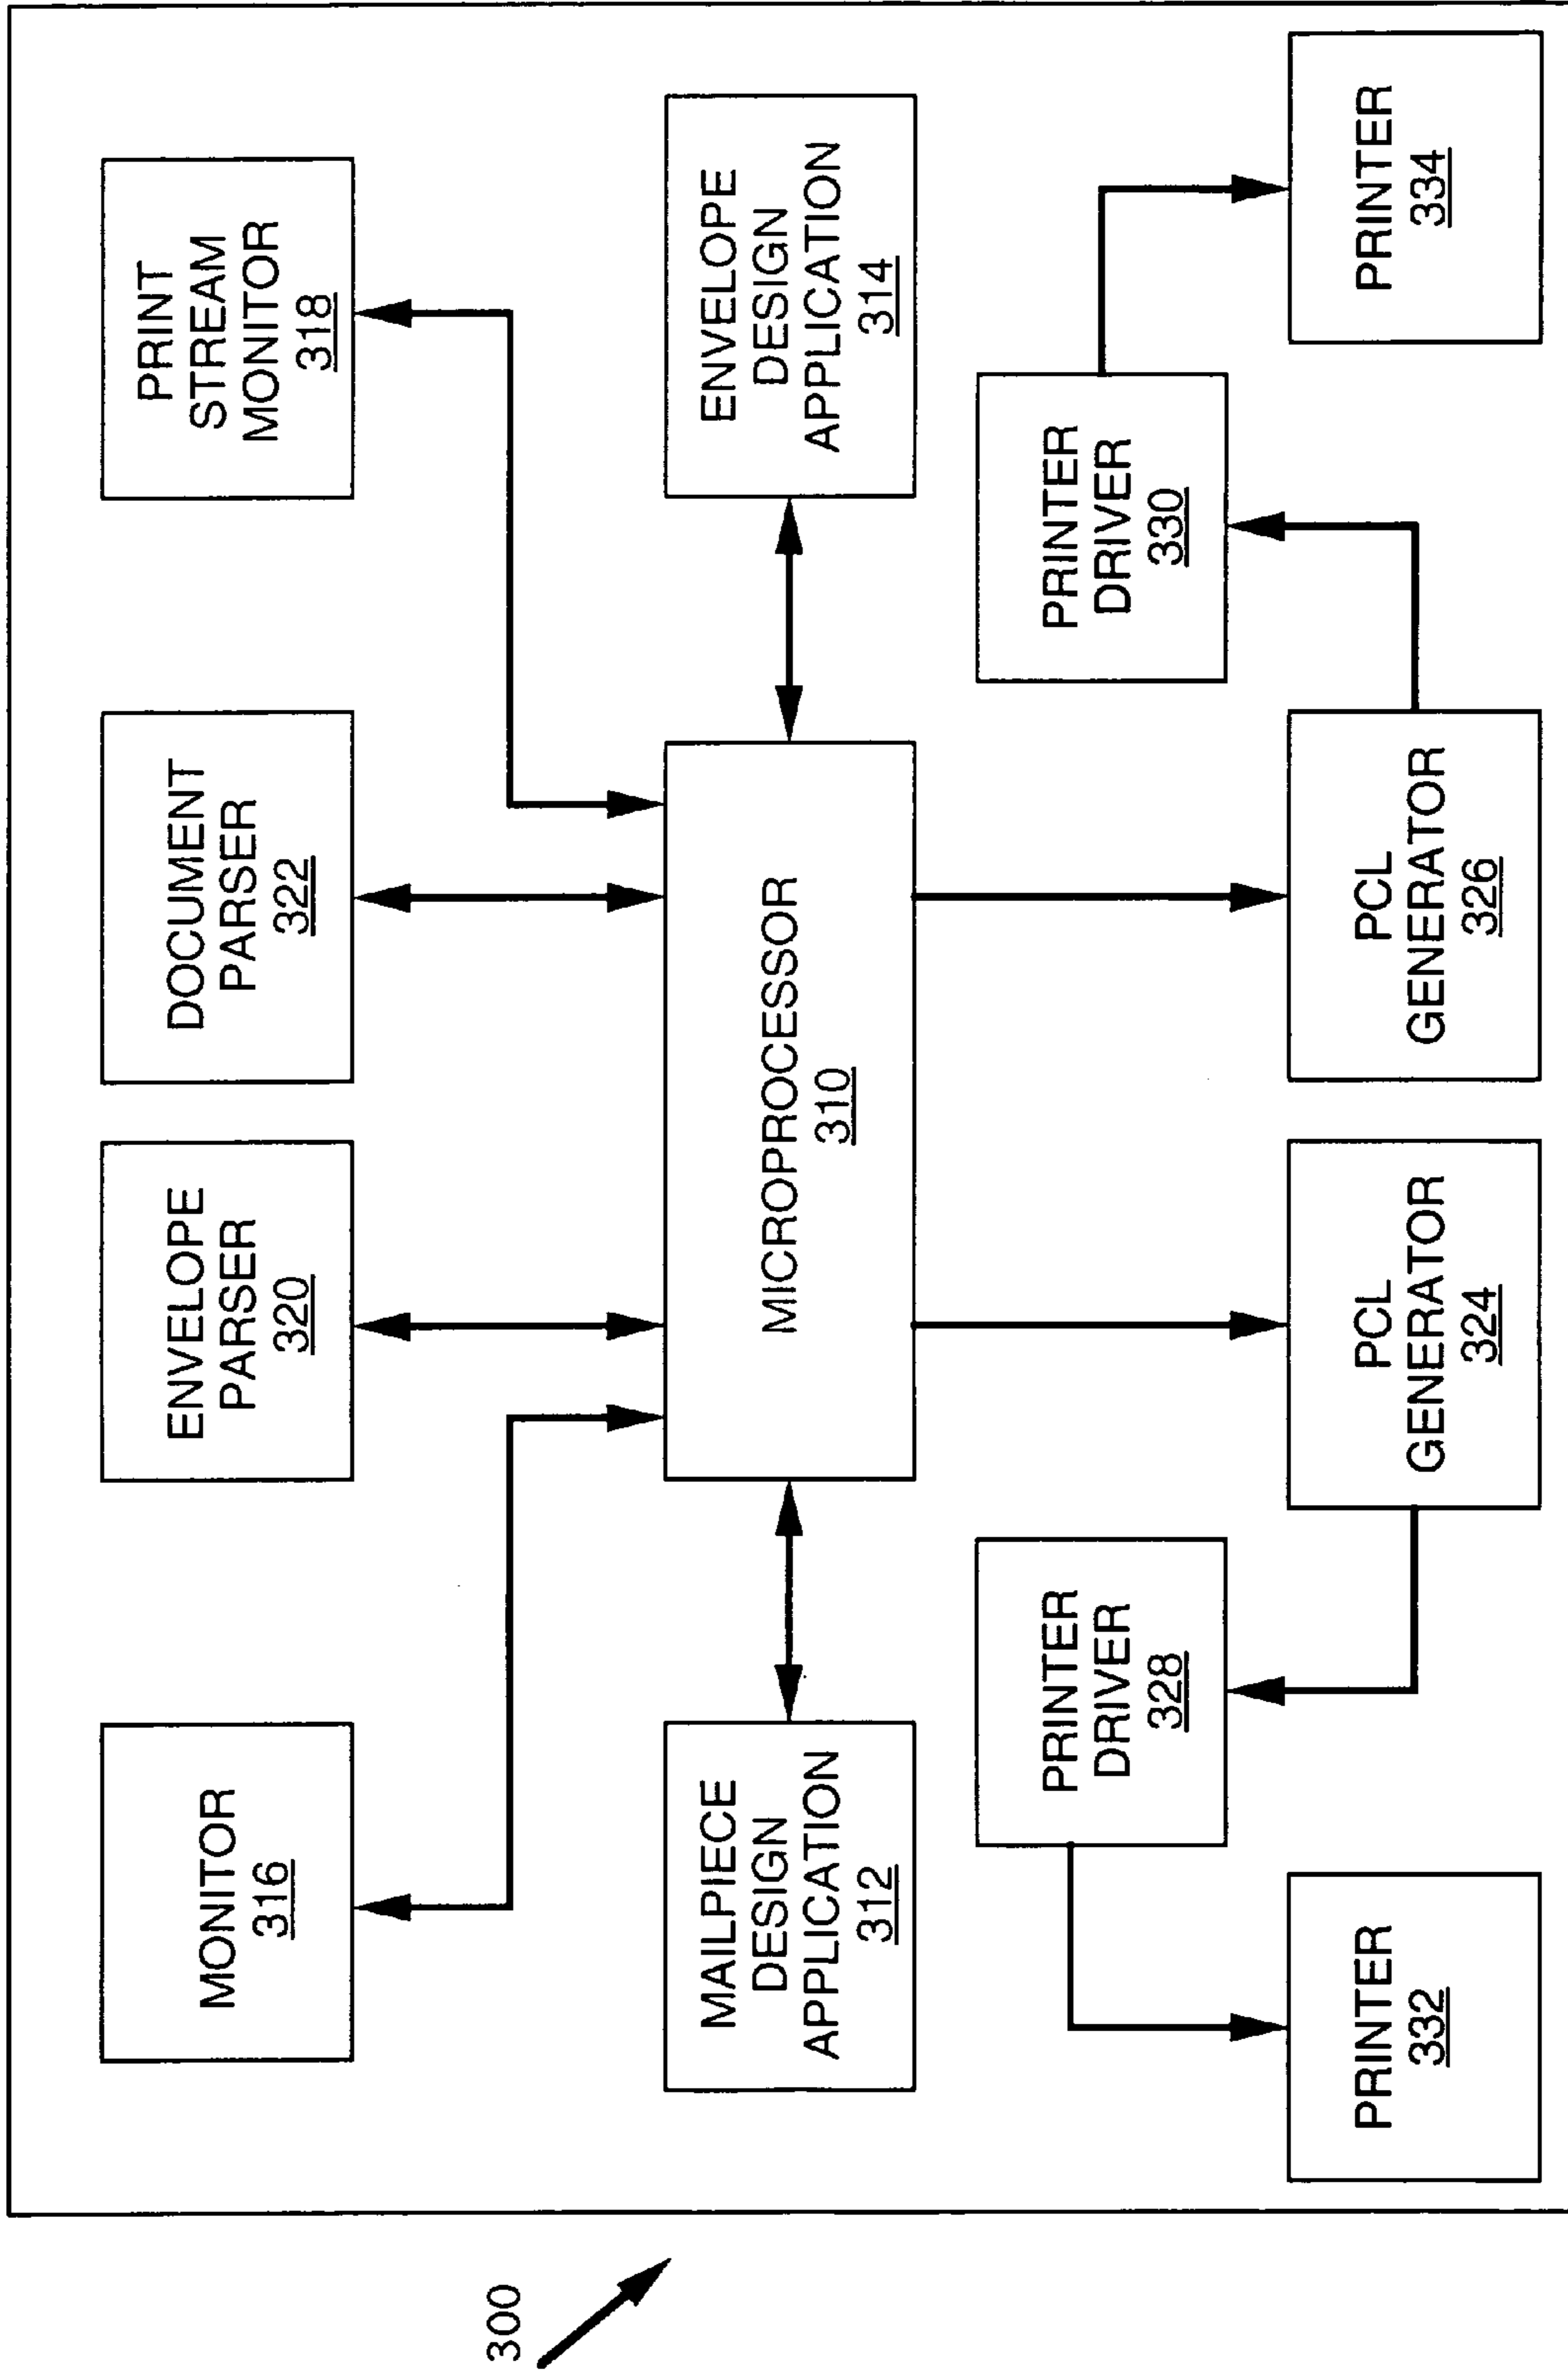 300
MONITOR
316
ENVELOPE
PARSER
320
DOCUMENT
PARSER
322
PRINT
STREAM
MONITOR
318
MAILPIECE
DESIGN
APPLICATION
312
MICROPROCESSOR
310
ENVELOPE
DESIGN
APPLICATION
314
PRINTER
DRIVER
328
PRINTER
DRIVER
330
PRINTER
332
PCL
GENERATOR
324
PCL
GENERATOR
326
PRINTER
334